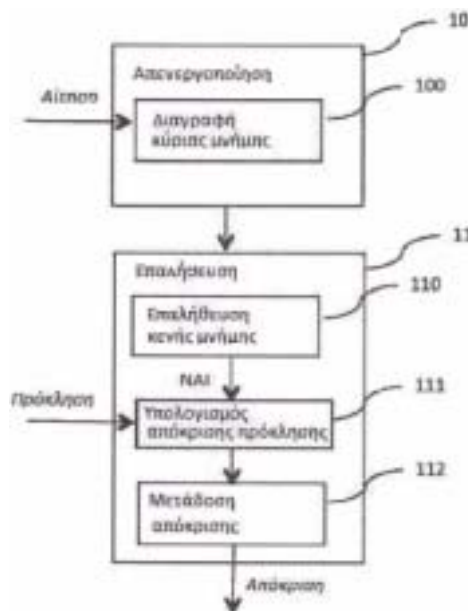 10
Απενεργοποίηση
Αίτηση
100
Διαγραφή
κύριας μνήμης
11
Επαλήσευση
110
Επαλήθευση
κενής μνήμης
ΝΑΙ
Πρόκληση
111
Υπολογισμός
απόκρισης πρόκλησης
112
Μετάδοση
απόκρισης
Απόκριση